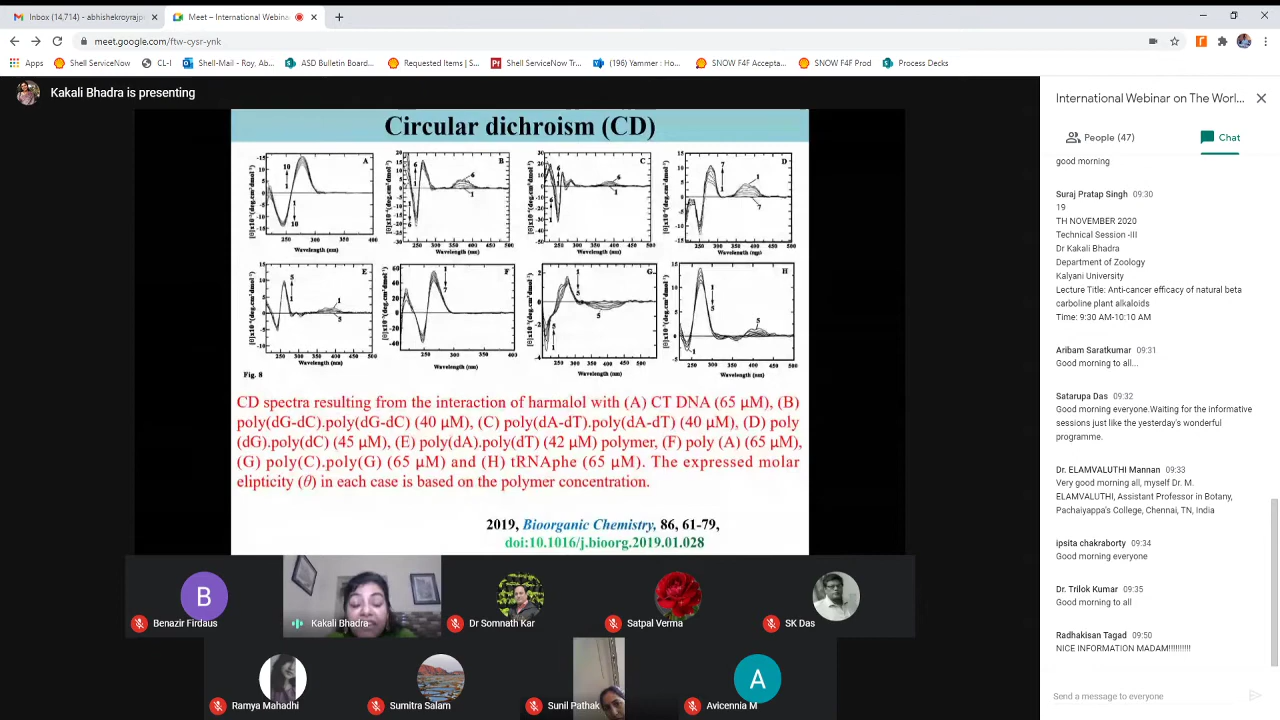 Inbox (14,714) - abhishekroyrajp
Meet – International Webina
meet.google.com/ftw-cysr-ynk
Apps
Shell ServiceNow
CL-I
Shell-Mail - Roy, Ab...
ASD Bulletin Board...
Requested Items | S...
Shell ServiceNow Tr...
(196) Yammer : Ho...
SNOW F4F Accepta...
SNOW F4F Prod
Process Decks
Kakali Bhadra is presenting
Circular dichroism (CD)
A
B
C
D
E
F
G
H
Wavelength (nm)
Fig. 8
CD spectra resulting from the interaction of harmalol with (A) CT DNA (65 µM), (B)
poly(dG-dC).poly(dG-dC) (40 µM), (C) poly(dA-dT).poly(dA-dT) (40 µM), (D) poly
(dG).poly(dC) (45 µM), (E) poly(dA).poly(dT) (42 µM) polymer, (F) poly (A) (65 µM),
(G) poly(C).poly(G) (65 µM) and (H) tRNAphe (65 µM). The expressed molar
elipticity (θ) in each case is based on the polymer concentration.
2019, Bioorganic Chemistry, 86, 61-79,
doi:10.1016/j.bioorg.2019.01.028
B
Benazir Firdaus
Kakali Bhadra
Dr Somnath Kar
Satpal Verma
SK Das
Ramya Mahadhi
Sumitra Salam
Sunil Pathak
A
Avicennia M
International Webinar on The Worl...
People (47)
Chat
good morning
Suraj Pratap Singh 09:30
19
TH NOVEMBER 2020
Technical Session -III
Dr Kakali Bhadra
Department of Zoology
Kalyani University
Lecture Title: Anti-cancer efficacy of natural beta
carboline plant alkaloids
Time: 9:30 AM-10:10 AM
Aribam Saratkumar 09:31
Good morning to all...
Satarupa Das 09:32
Good morning everyone.Waiting for the informative
sessions just like the yesterday's wonderful
programme.
Dr. ELAMVALUTHI Mannan 09:33
Very good morning all, myself Dr. M.
ELAMVALUTHI, Assistant Professor in Botany,
Pachaiyappa's College, Chennai, TN, India
ipsita chakraborty 09:34
Good morning everyone
Dr. Trilok Kumar 09:35
Good morning to all
Radhakisan Tagad 09:50
NICE INFORMATION MADAM!!!!!!!!!!
Send a message to everyone